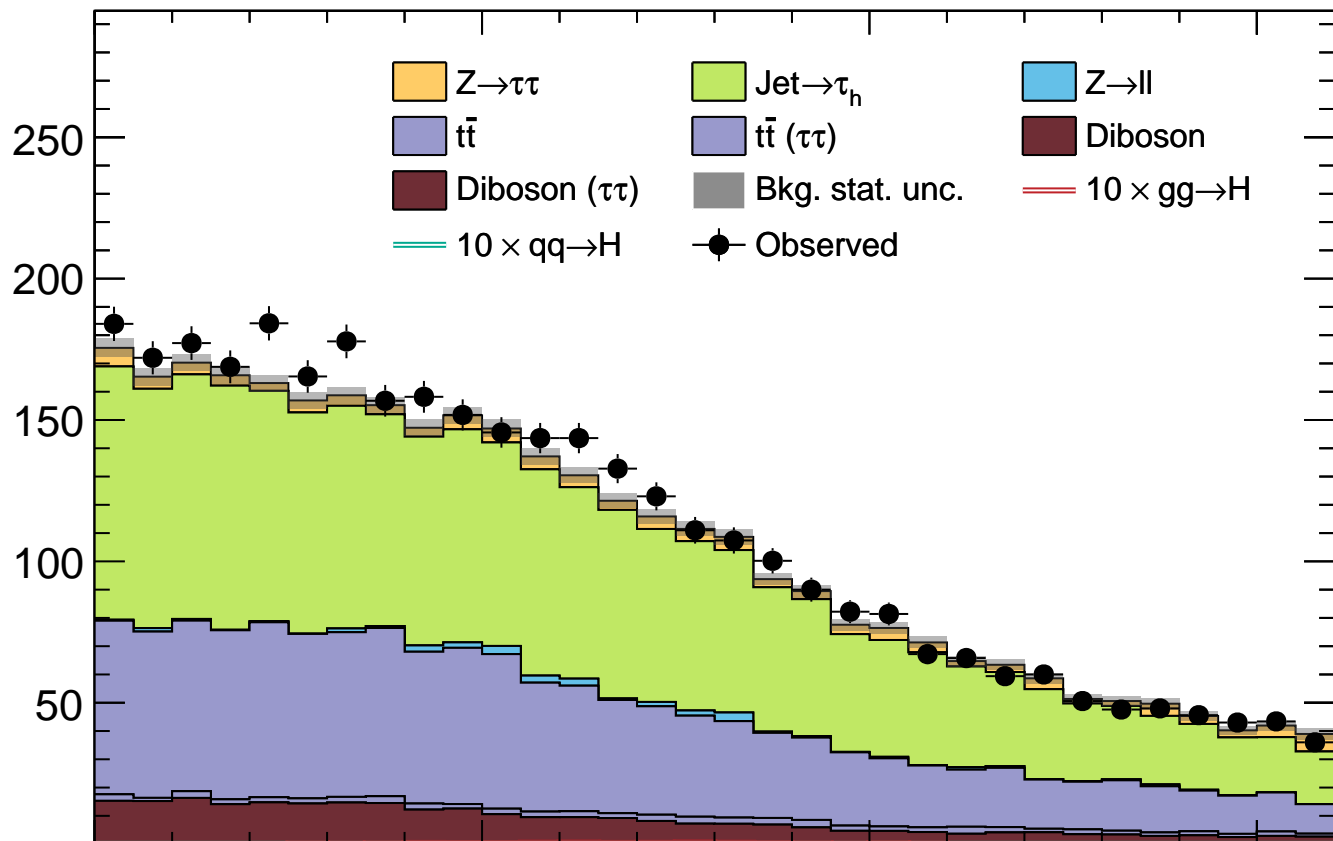 Z→ττ Jet→τ_h Z→ll
tt̄ tt̄ (ττ) Diboson
Diboson (ττ) Bkg. stat. unc. 10 × gg→H
10 × qq→H Observed
250
200
150
100
50